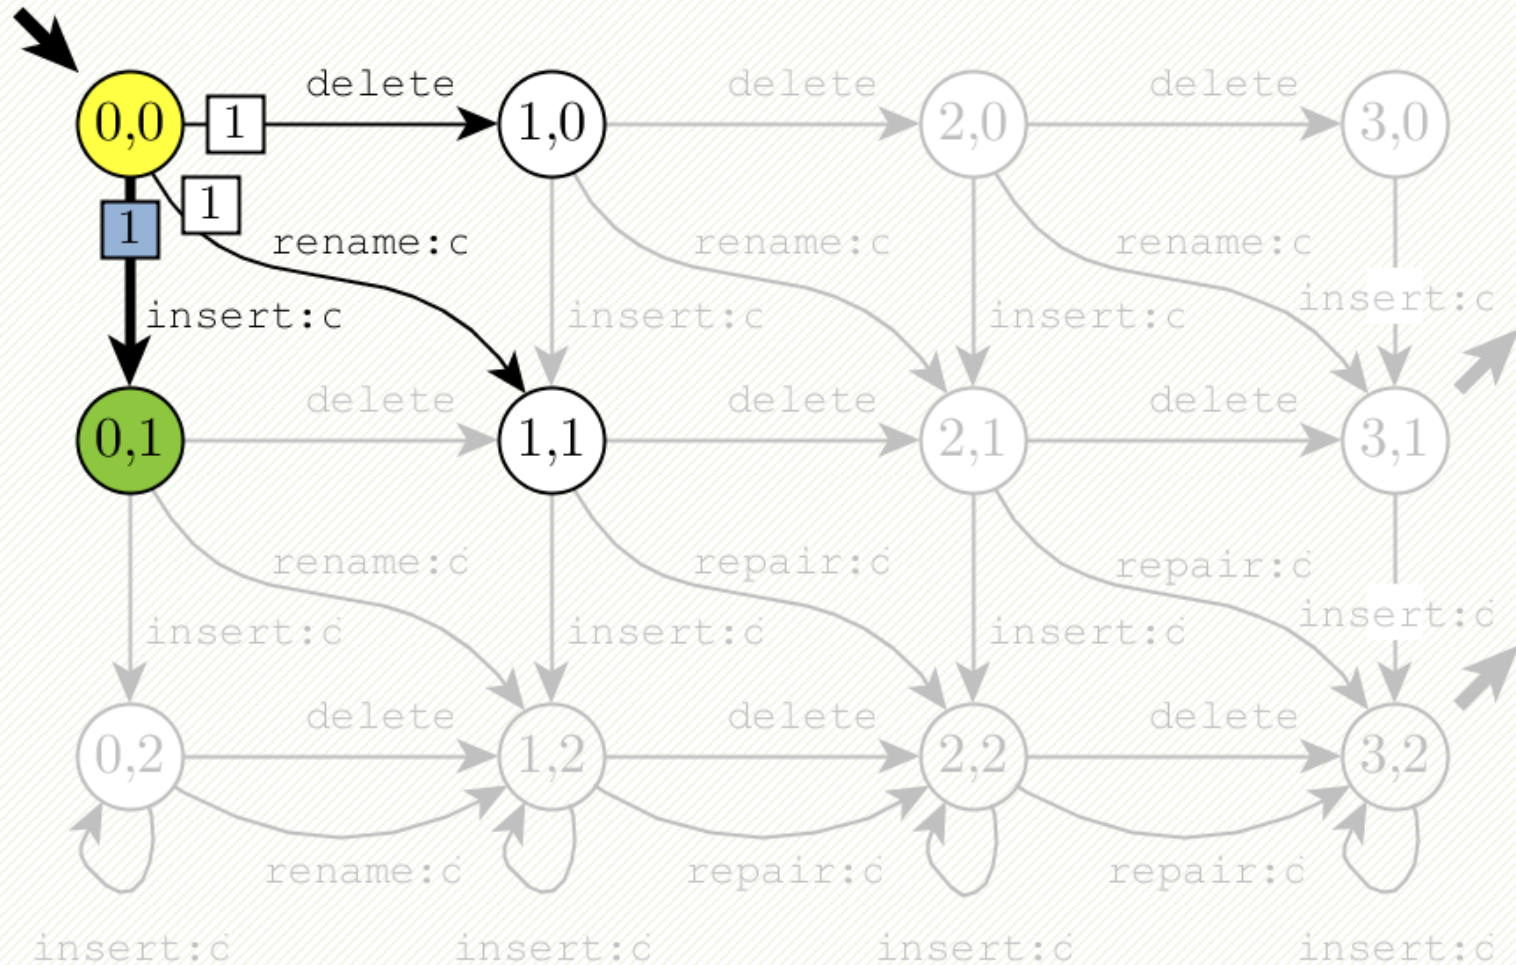 delete delete delete
0,0 1 1,0 2,0 3,0
1
1 rename:c rename:c rename:c
insert:c
insert:c insert:c insert:c
delete delete delete
0,1 1,1 2,1 3,1
rename:d repair:d repair:d
insert:d
insert:d insert:d insert:d
delete delete delete
0,2 1,2 2,2 3,2
rename:d repair:d repair:d
insert:d insert:d insert:d insert:d